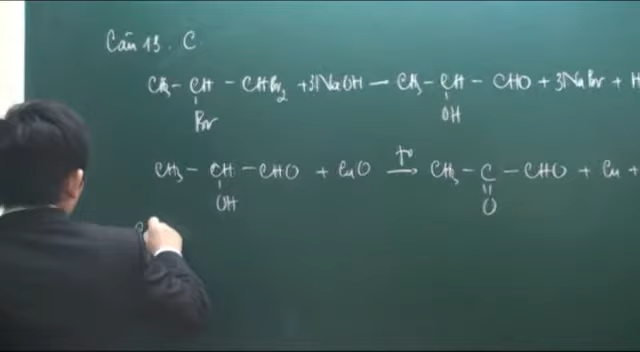 Câu 13. C
CH₃ - CH - CHBr₂ + 3NaOH — CH₃ - CH - CHO + 3NaBr + H
Br OH
CH₃ - CH - CHO + CuO t° → CH₃ - C - CHO + Cu +
OH O